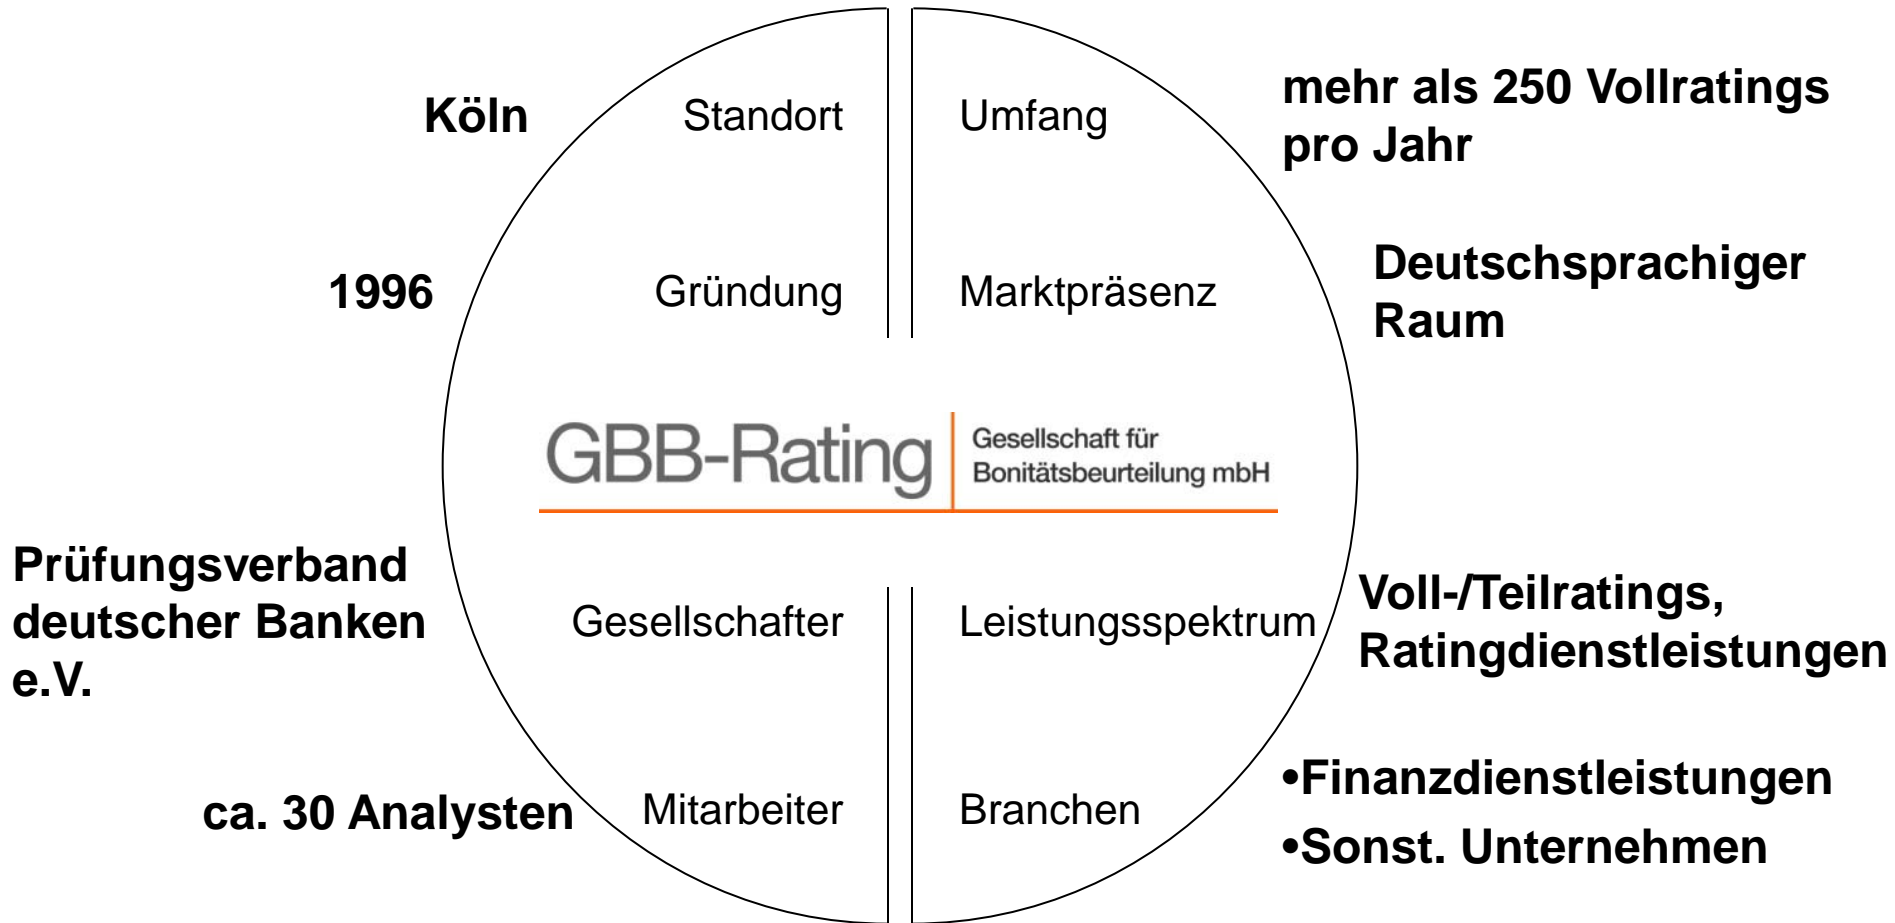 Köln
Standort
Umfang
mehr als 250 Vollratings
pro Jahr
1996
Gründung
Marktpräsenz
Deutschsprachiger
Raum
GBB-Rating
Gesellschaft für
Bonitätsbeurteilung mbH
Prüfungsverband
deutscher Banken
e.V.
Gesellschafter
Leistungsspektrum
Voll-/Teilratings,
Ratingdienstleistungen
ca. 30 Analysten
Mitarbeiter
Branchen
•Finanzdienstleistungen
•Sonst. Unternehmen